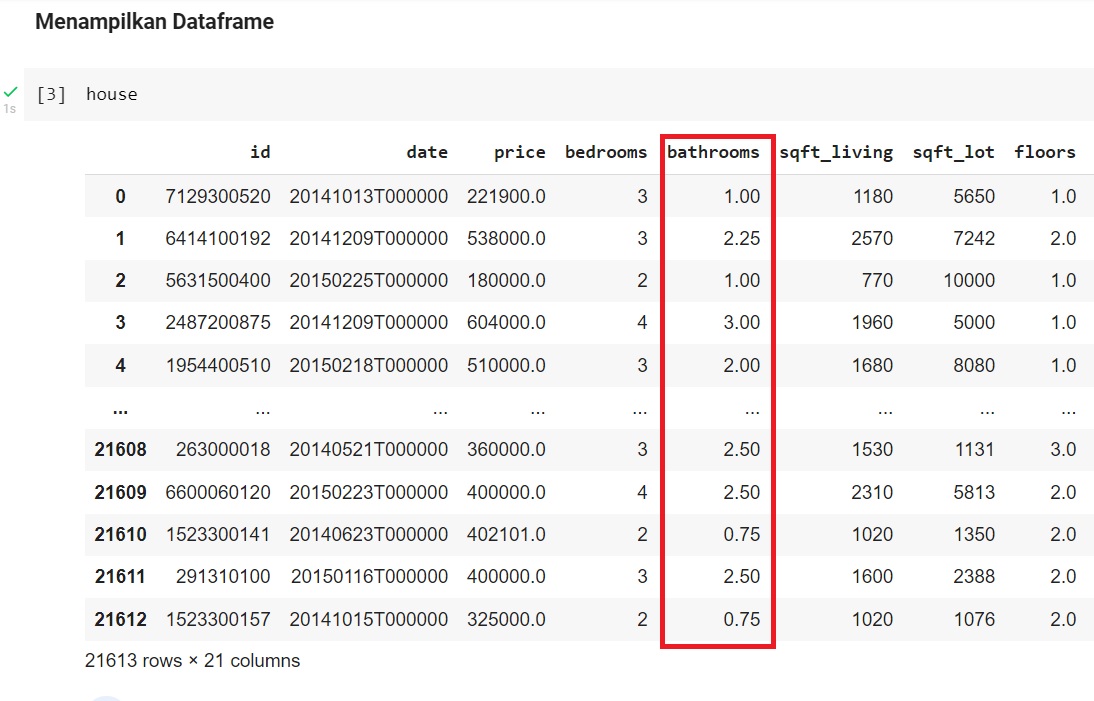 Menampilkan Dataframe
[3] house
1s
id date price bedrooms bathrooms sqft_living sqft_lot floors
0 7129300520 20141013T000000 221900.0 3 1.00 1180 5650 1.0
1 6414100192 20141209T000000 538000.0 3 2.25 2570 7242 2.0
2 5631500400 20150225T000000 180000.0 2 1.00 770 10000 1.0
3 2487200875 20141209T000000 604000.0 4 3.00 1960 5000 1.0
4 1954400510 20150218T000000 510000.0 3 2.00 1680 8080 1.0
... ... ... ... ... ... ... ... ...
21608 263000018 20140521T000000 360000.0 3 2.50 1530 1131 3.0
21609 6600060120 20150223T000000 400000.0 4 2.50 2310 5813 2.0
21610 1523300141 20140623T000000 402101.0 2 0.75 1020 1350 2.0
21611 291310100 20150116T000000 400000.0 3 2.50 1600 2388 2.0
21612 1523300157 20141015T000000 325000.0 2 0.75 1020 1076 2.0
21613 rows × 21 columns